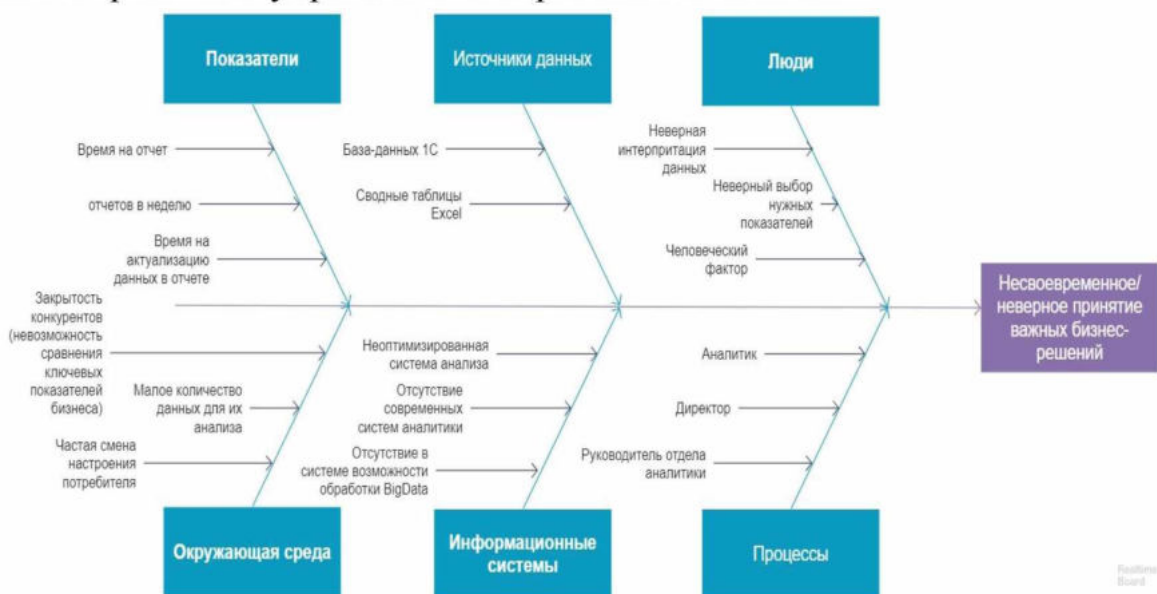 Показатели
Источники данных
Люди
Время на отчет
отчетов в неделю
Время на
актуализацию
данных в отчете
База-данных 1С
Сводные таблицы
Excel
Неверная
интерпритация
данных
Неверный выбор
нужных
показателей
Человеческий
фактор
Несвоевременное/
неверное принятие
важных бизнес-
решений
Закрытость
конкурентов
(невозможность
сравнения
ключевых
показателей
бизнеса)
Малое количество
данных для их
анализа
Частая смена
настроения
потребителя
Неоптимизированная
система анализа
Отсутствие
современных
систем аналитики
Отсутствие в
системе возможности
обработки BigData
Аналитик
Директор
Руководитель отдела
аналитики
Окружающая среда
Информационные
системы
Процессы
Realtime
Board